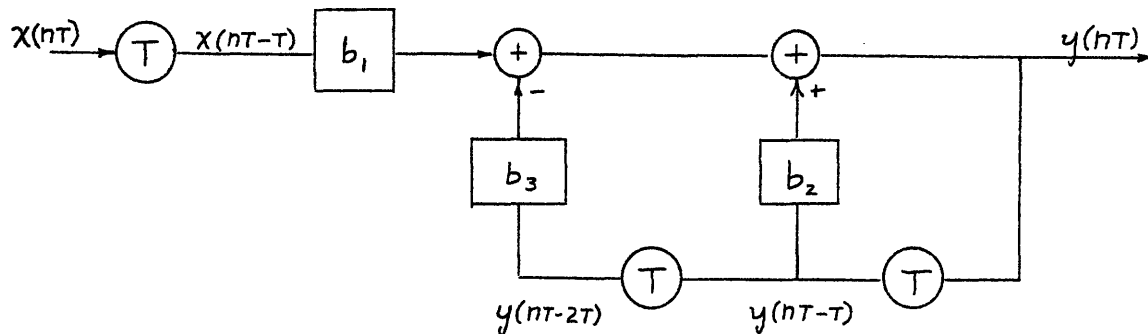 x(nT) T x(nT-T) b1 + + y(nT)
- +
b3 b2
T T
y(nT-2T) y(nT-T)